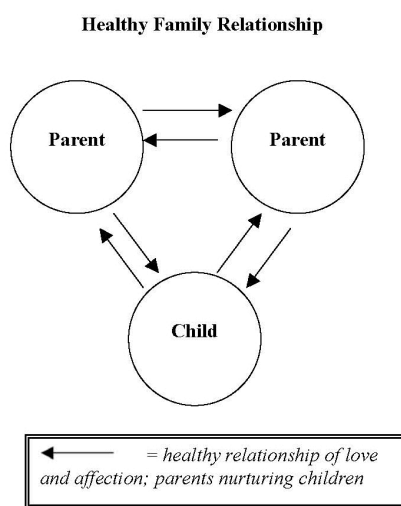 Healthy Family Relationship
Parent
Parent
Child
= healthy relationship of love
and affection; parents nurturing children